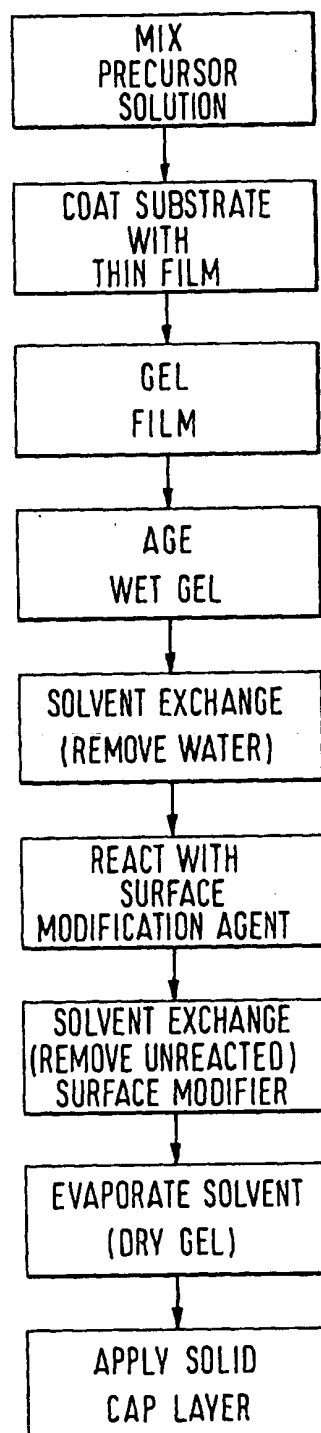 MIX
PRECURSOR
SOLUTION
COAT SUBSTRATE
WITH
THIN FILM
GEL
FILM
AGE
WET GEL
SOLVENT EXCHANGE
(REMOVE WATER)
REACT WITH
SURFACE
MODIFICATION AGENT
SOLVENT EXCHANGE
(REMOVE UNREACTED)
SURFACE MODIFIER
EVAPORATE SOLVENT
(DRY GEL)
APPLY SOLID
CAP LAYER